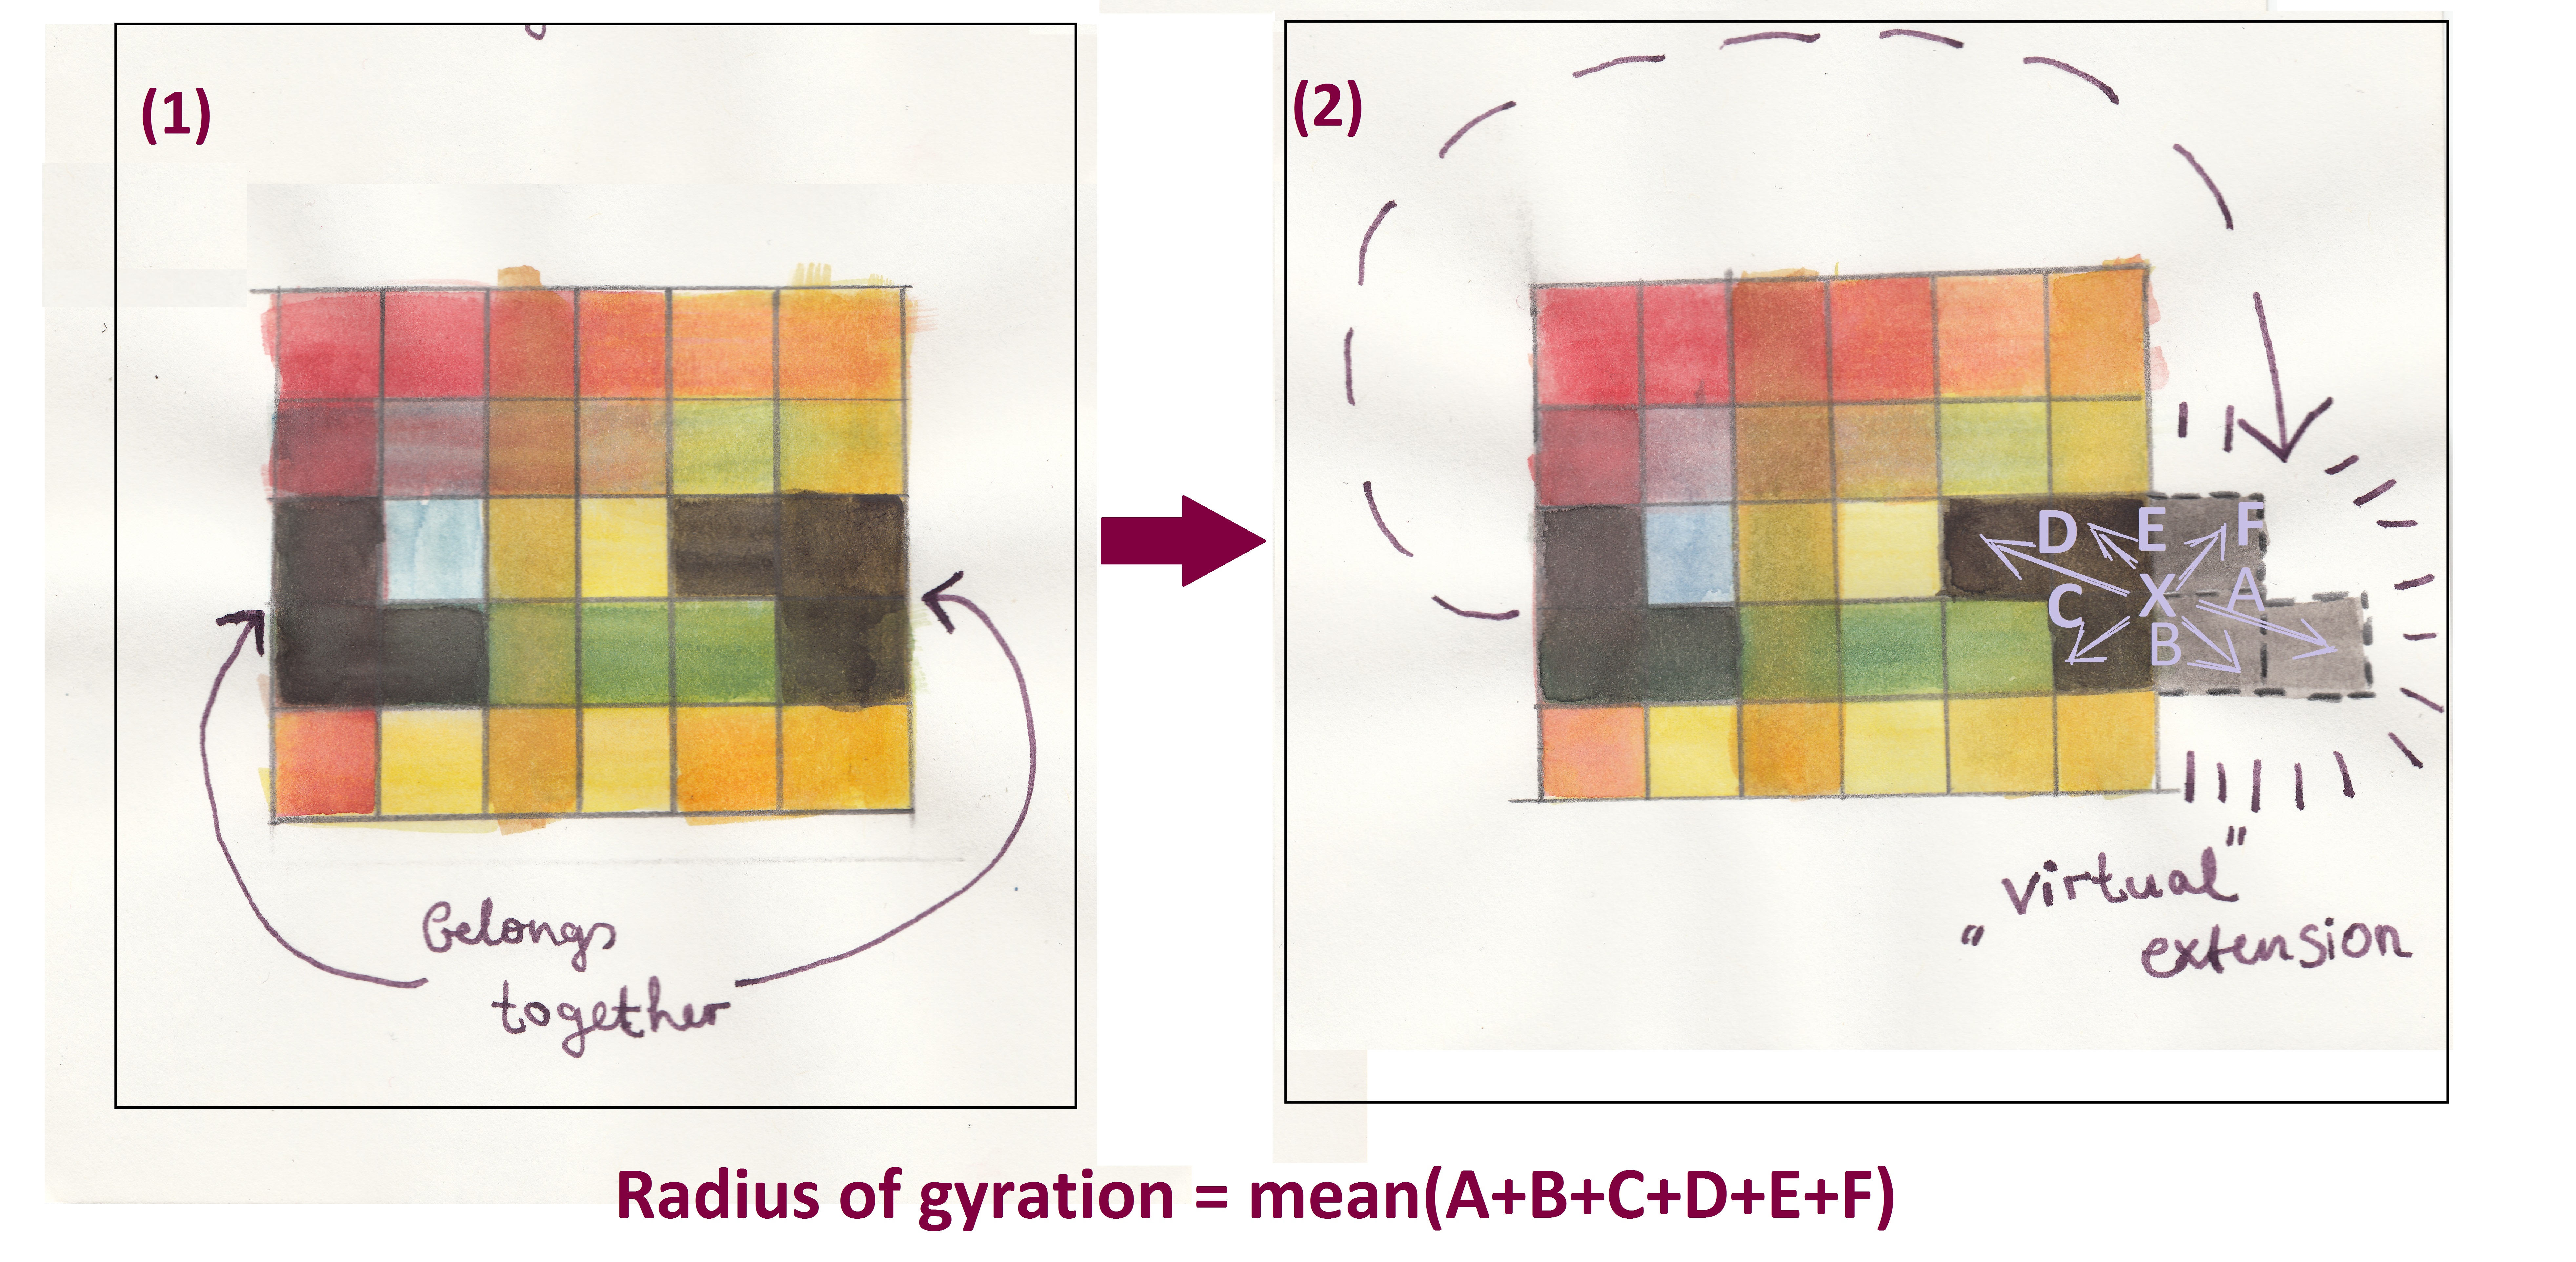 (1)
belongs
together
(2)
D E F
X A
C
B
"virtual"
extension
Radius of gyration = mean(A+B+C+D+E+F)